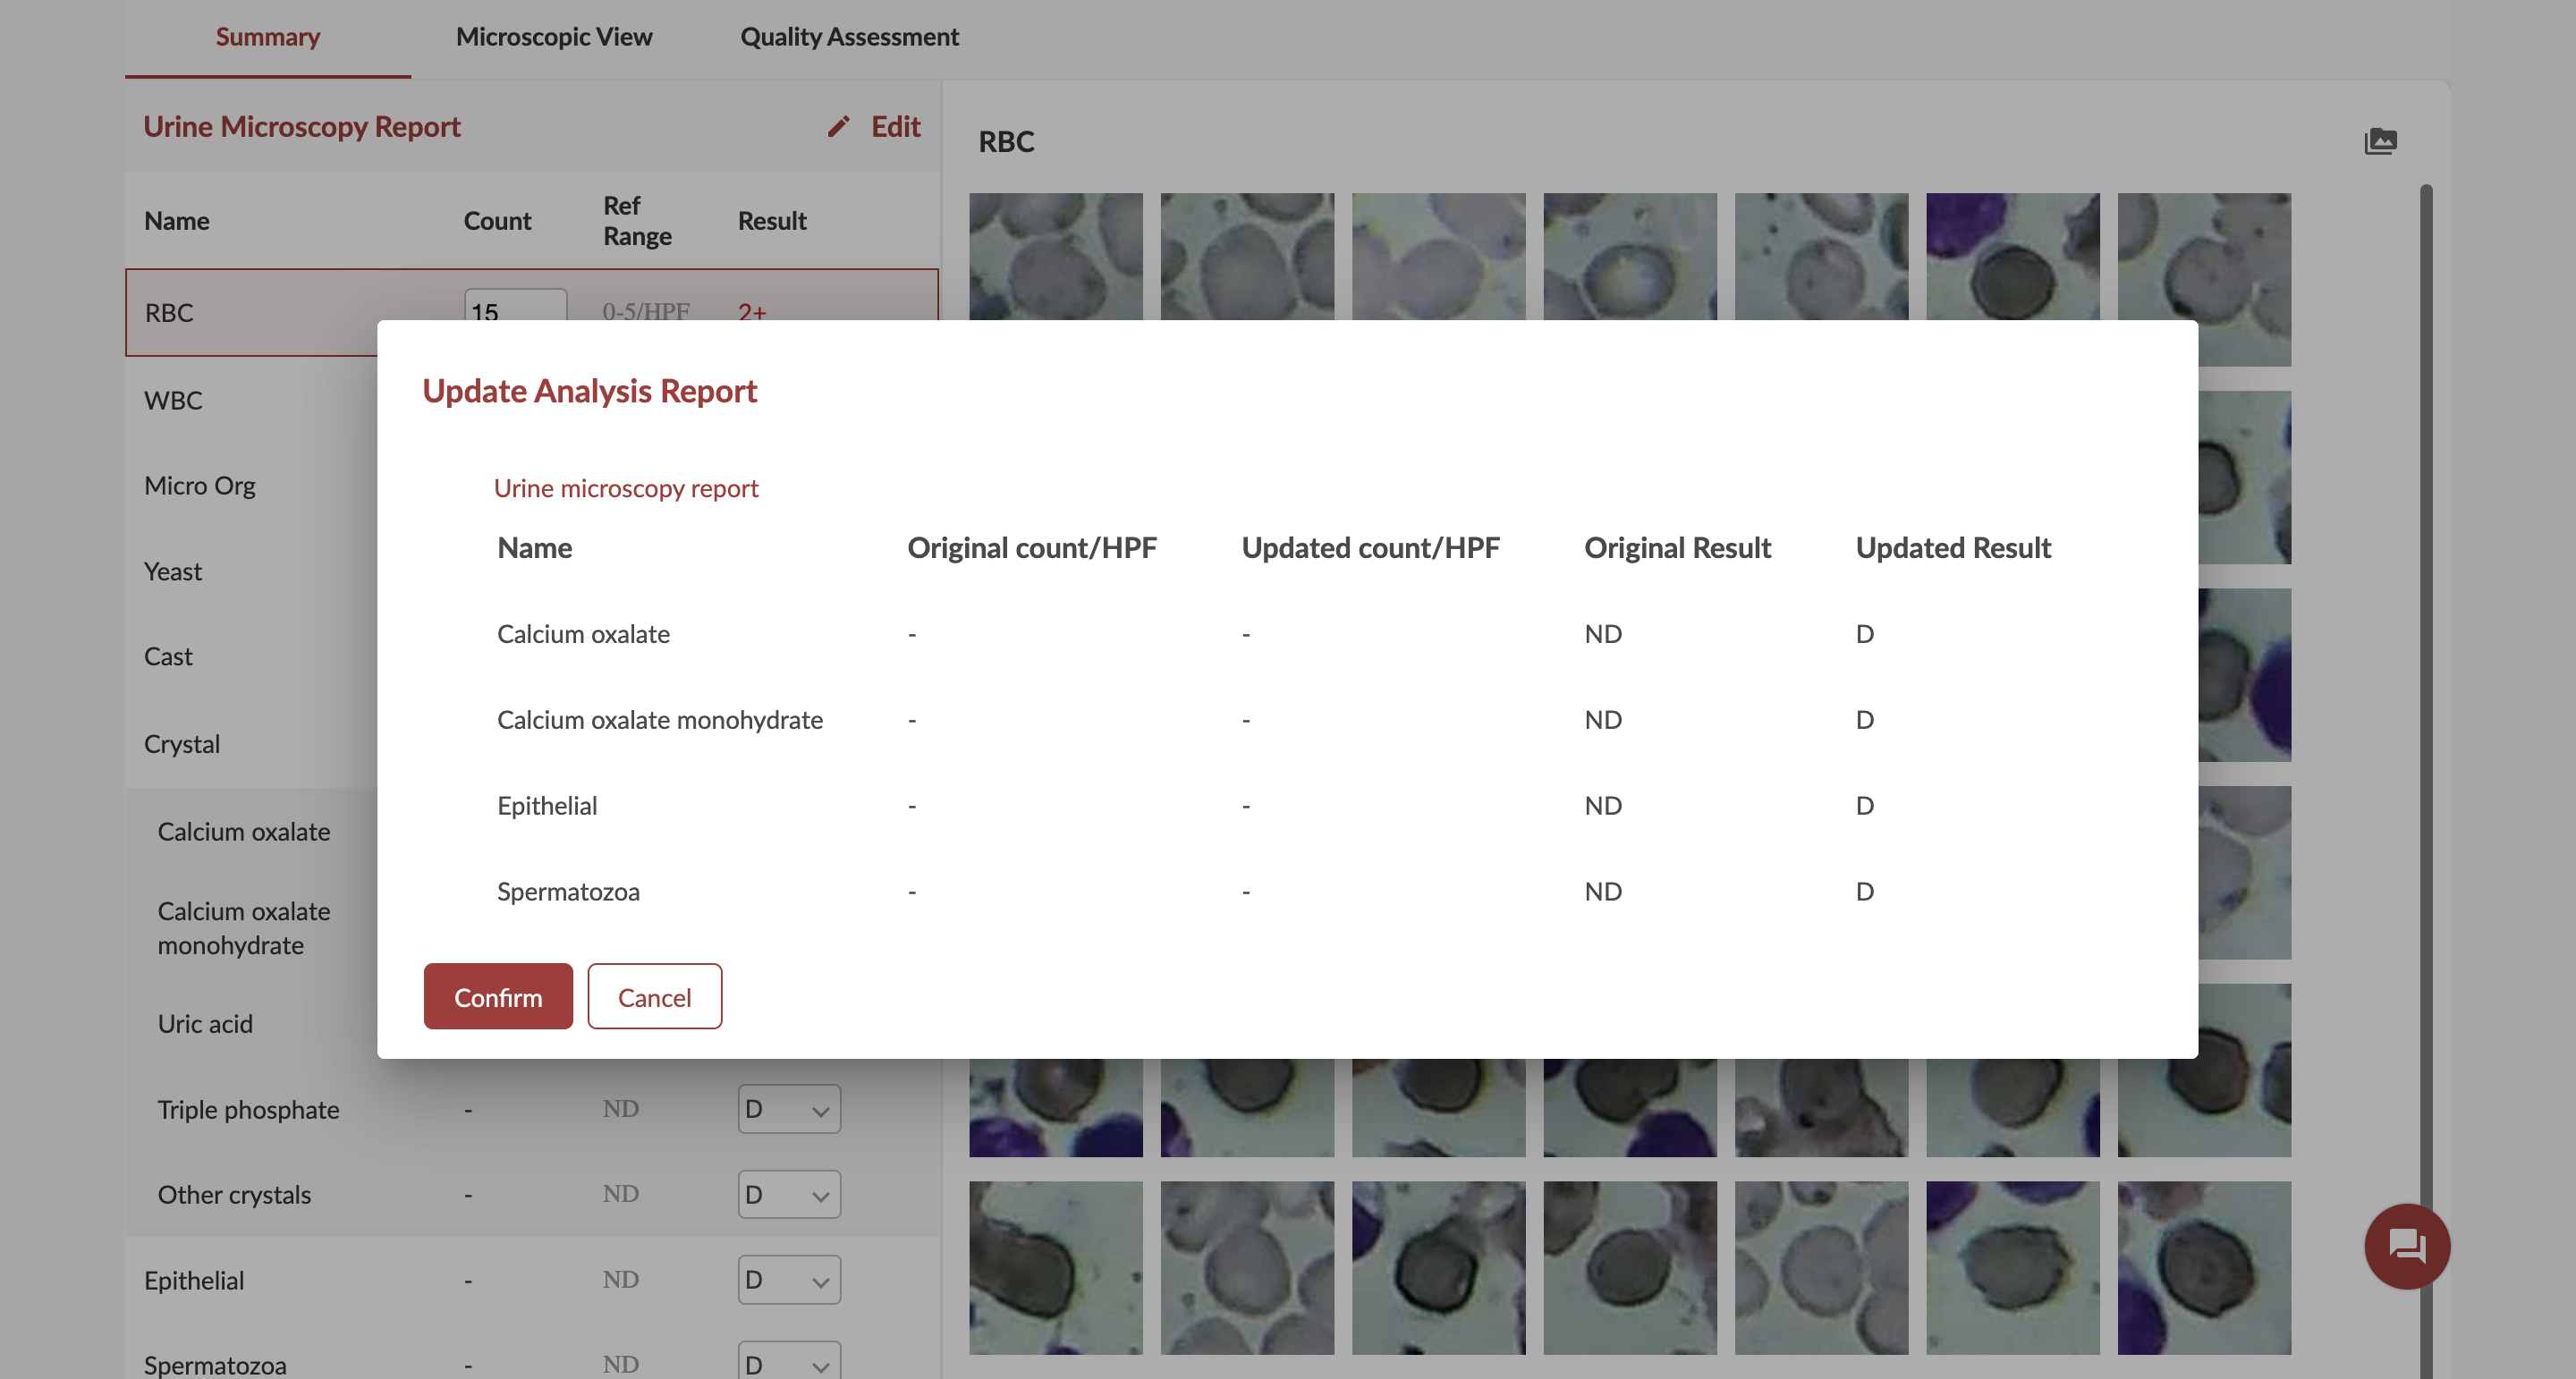 Summary Microscopic View Quality Assessment
Urine Microscopy Report Edit
RBC
Name Count Ref Range Result
RBC 15 0-5/HPF 2+
WBC
Micro Org
Yeast
Cast
Crystal
Calcium oxalate
Calcium oxalate
monohydrate
Uric acid
Triple phosphate - ND D
Other crystals - ND D
Epithelial - ND D
Spermatozoa - ND D
Update Analysis Report
Urine microscopy report
Name Original count/HPF Updated count/HPF Original Result Updated Result
Calcium oxalate - - ND D
Calcium oxalate monohydrate - - ND D
Epithelial - - ND D
Spermatozoa - - ND D
Confirm Cancel